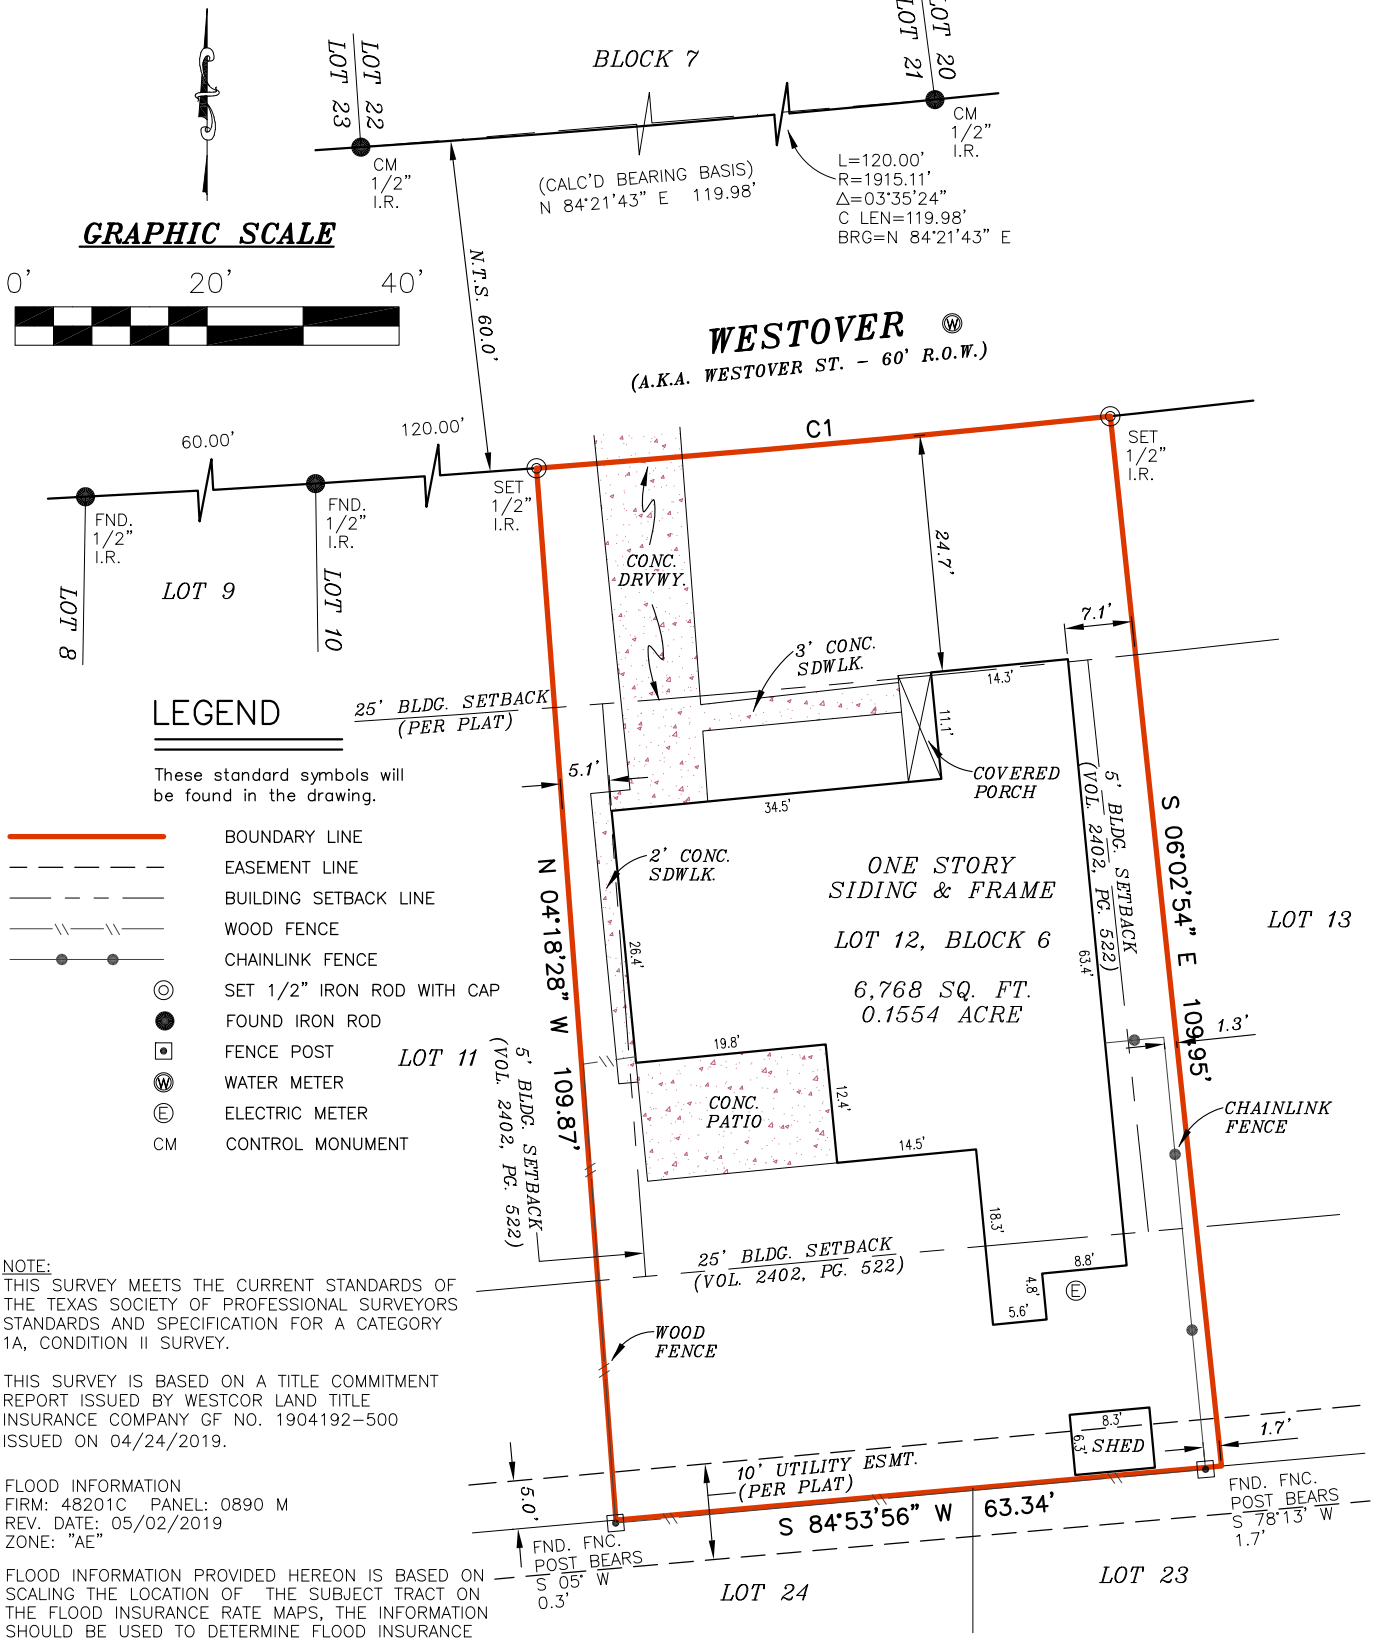 LOT 22
LOT 23
BLOCK 7
LOT 20
LOT 21
CM
1/2"
I.R.
CM
1/2"
I.R.
(CALC'D BEARING BASIS)
N 84°21'43" E 119.98'
L=120.00'
R=1915.11'
Δ=03°35'24"
C LEN=119.98'
BRG=N 84°21'43" E
GRAPHIC SCALE
0' 20' 40'
N.T.S. 60.0'
WESTOVER
W
(A.K.A. WESTOVER ST. - 60' R.O.W.)
60.00'
120.00'
C1
SET
1/2"
I.R.
SET
1/2"
I.R.
FND.
1/2"
I.R.
FND.
1/2"
I.R.
LOT 8
LOT 9
LOT 10
CONC.
DRVWY.
24.7'
7.1'
3' CONC.
SDWLK.
14.3'
11.1'
25' BLDG. SETBACK
(PER PLAT)
5.1'
34.5'
COVERED
PORCH
5' BLDG. SETBACK
(VOL. 2402, PG. 522)
S 06°02'54" E 109.95'
LEGEND
These standard symbols will
be found in the drawing.
BOUNDARY LINE
EASEMENT LINE
BUILDING SETBACK LINE
WOOD FENCE
CHAINLINK FENCE
SET 1/2" IRON ROD WITH CAP
FOUND IRON ROD
FENCE POST
W WATER METER
E ELECTRIC METER
CM CONTROL MONUMENT
2' CONC.
SDWLK.
N 04°18'28" W 109.87'
26.4'
ONE STORY
SIDING & FRAME
LOT 12, BLOCK 6
6,768 SQ. FT.
0.1554 ACRE
63.4'
LOT 13
LOT 11
5' BLDG. SETBACK
(VOL. 2402, PG. 522)
19.8'
12.4'
CONC.
PATIO
14.5'
18.3'
1.3'
CHAINLINK
FENCE
25' BLDG. SETBACK
(VOL. 2402, PG. 522)
8.8'
4.8'
5.6'
E
WOOD
FENCE
8.3'
6.3'
SHED
1.7'
10' UTILITY ESMT.
(PER PLAT)
5.0'
S 84°53'56" W 63.34'
FND. FNC.
POST BEARS
S 05° W
0.3'
FND. FNC.
POST BEARS
S 78°13' W
1.7'
LOT 24
LOT 23
NOTE:
THIS SURVEY MEETS THE CURRENT STANDARDS OF
THE TEXAS SOCIETY OF PROFESSIONAL SURVEYORS
STANDARDS AND SPECIFICATION FOR A CATEGORY
1A, CONDITION II SURVEY.
THIS SURVEY IS BASED ON A TITLE COMMITMENT
REPORT ISSUED BY WESTCOR LAND TITLE
INSURANCE COMPANY GF NO. 1904192-500
ISSUED ON 04/24/2019.
FLOOD INFORMATION
FIRM: 48201C PANEL: 0890 M
REV. DATE: 05/02/2019
ZONE: "AE"
FLOOD INFORMATION PROVIDED HEREON IS BASED ON
SCALING THE LOCATION OF THE SUBJECT TRACT ON
THE FLOOD INSURANCE RATE MAPS, THE INFORMATION
SHOULD BE USED TO DETERMINE FLOOD INSURANCE